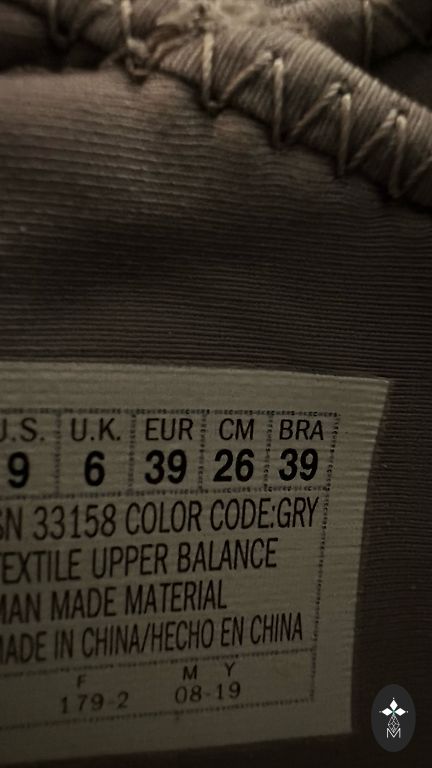 U.S. U.K. EUR CM BRA
9 6 39 26 39
SN 33158 COLOR CODE:GRY
TEXTILE UPPER BALANCE
MAN MADE MATERIAL
MADE IN CHINA/HECHO EN CHINA
F M Y
179-2 08-19
M